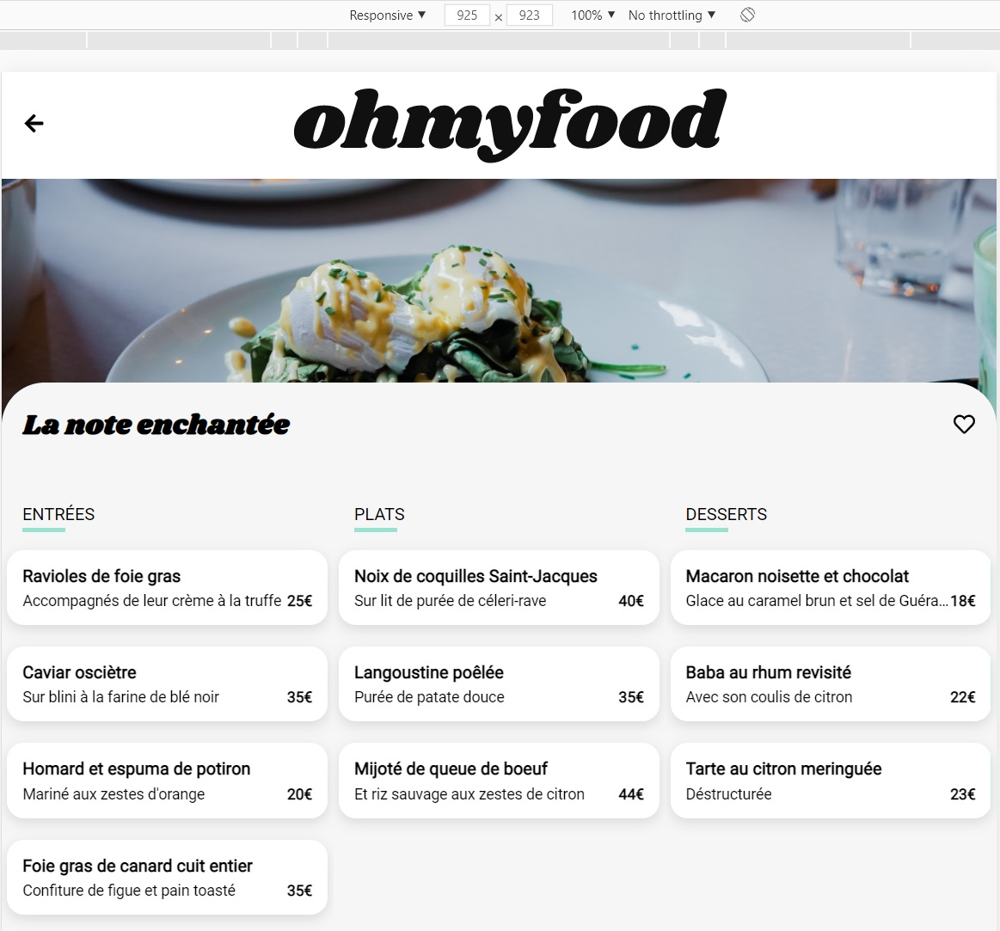 Responsive ▼ 925 × 923 100% ▼ No throttling ▼
ohmyfood
La note enchantée
ENTRÉES
Ravioles de foie gras
Accompagnés de leur crème à la truffe 25€
Caviar osciètre
Sur blini à la farine de blé noir 35€
Homard et espuma de potiron
Mariné aux zestes d'orange 20€
Foie gras de canard cuit entier
Confiture de figue et pain toasté 35€
PLATS
Noix de coquilles Saint-Jacques
Sur lit de purée de céleri-rave 40€
Langoustine poêlée
Purée de patate douce 35€
Mijoté de queue de boeuf
Et riz sauvage aux zestes de citron 44€
DESSERTS
Macaron noisette et chocolat
Glace au caramel brun et sel de Guéra... 18€
Baba au rhum revisité
Avec son coulis de citron 22€
Tarte au citron meringuée
Déstructurée 23€